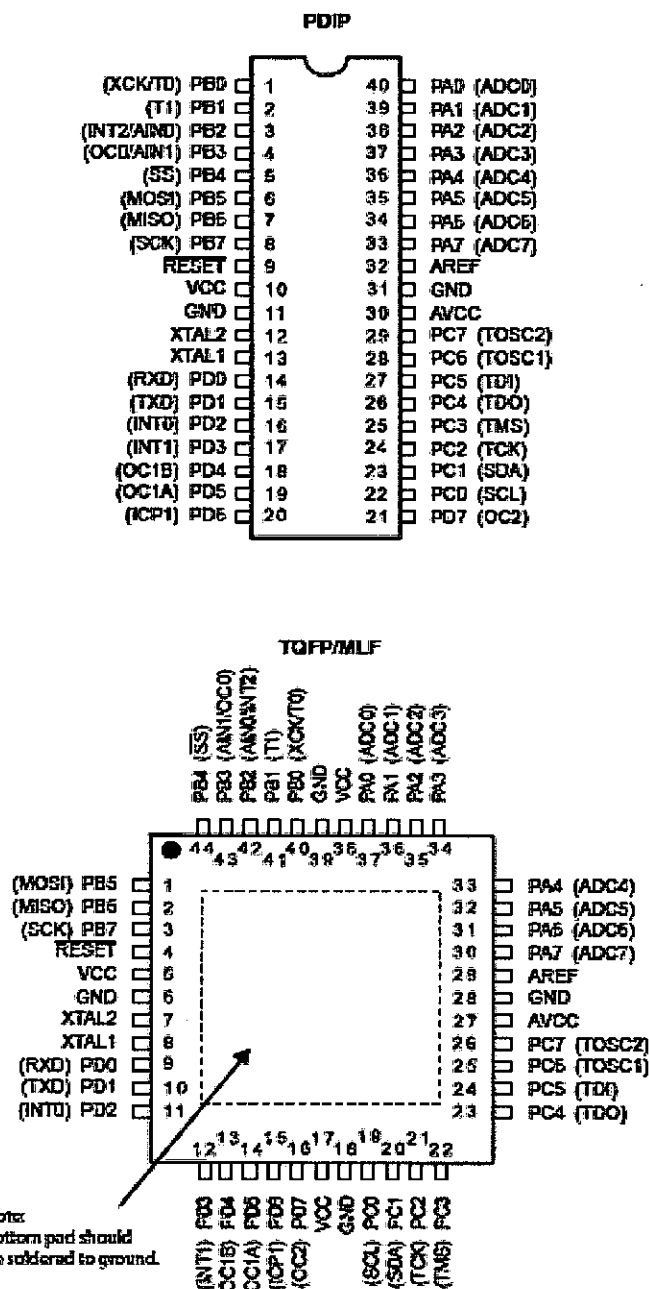 PDIP
(XCK/T0) PB0 1 40 PA0 (ADC0)
(T1) PB1 2 39 PA1 (ADC1)
(INT2/AIN0) PB2 3 38 PA2 (ADC2)
(OC0/AIN1) PB3 4 37 PA3 (ADC3)
(SS) PB4 5 36 PA4 (ADC4)
(MOSI) PB5 6 35 PA5 (ADC5)
(MISO) PB6 7 34 PA6 (ADC6)
(SCK) PB7 8 33 PA7 (ADC7)
RESET 9 32 AREF
VCC 10 31 GND
GND 11 30 AVCC
XTAL2 12 29 PC7 (TOSC2)
XTAL1 13 28 PC6 (TOSC1)
(RXD) PD0 14 27 PC5 (TDI)
(TXD) PD1 15 26 PC4 (TDO)
(INT0) PD2 16 25 PC3 (TMS)
(INT1) PD3 17 24 PC2 (TCK)
(OC1B) PD4 18 23 PC1 (SDA)
(OC1A) PD5 19 22 PC0 (SCL)
(ICP1) PD6 20 21 PD7 (OC2)
TQFP/MLF
PB4 (SS)
PB3 (AIN1/OC0)
PB2 (AIN0/INT2)
PB1 (T1)
PB0 (XCK/T0)
GND
VCC
PA0 (ADC0)
PA1 (ADC1)
PA2 (ADC2)
PA3 (ADC3)
44 43 42 41 40 39 38 37 36 35 34
(MOSI) PB5 1 33 PA4 (ADC4)
(MISO) PB6 2 32 PA5 (ADC5)
(SCK) PB7 3 31 PA6 (ADC6)
RESET 4 30 PA7 (ADC7)
VCC 5 29 AREF
GND 6 28 GND
XTAL2 7 27 AVCC
XTAL1 8 26 PC7 (TOSC2)
(RXD) PD0 9 25 PC6 (TOSC1)
(TXD) PD1 10 24 PC5 (TDI)
(INT0) PD2 11 23 PC4 (TDO)
12 13 14 15 16 17 18 19 20 21 22
(INT1) PD3
OC1B) PD4
OC1A) PD5
(ICP1) PD6
(OC2) PD7
VCC
GND
(SCL) PC0
(SDA) PC1
(TCK) PC2
(TMS) PC3
ote:
ottom pad should
e soldered to ground.